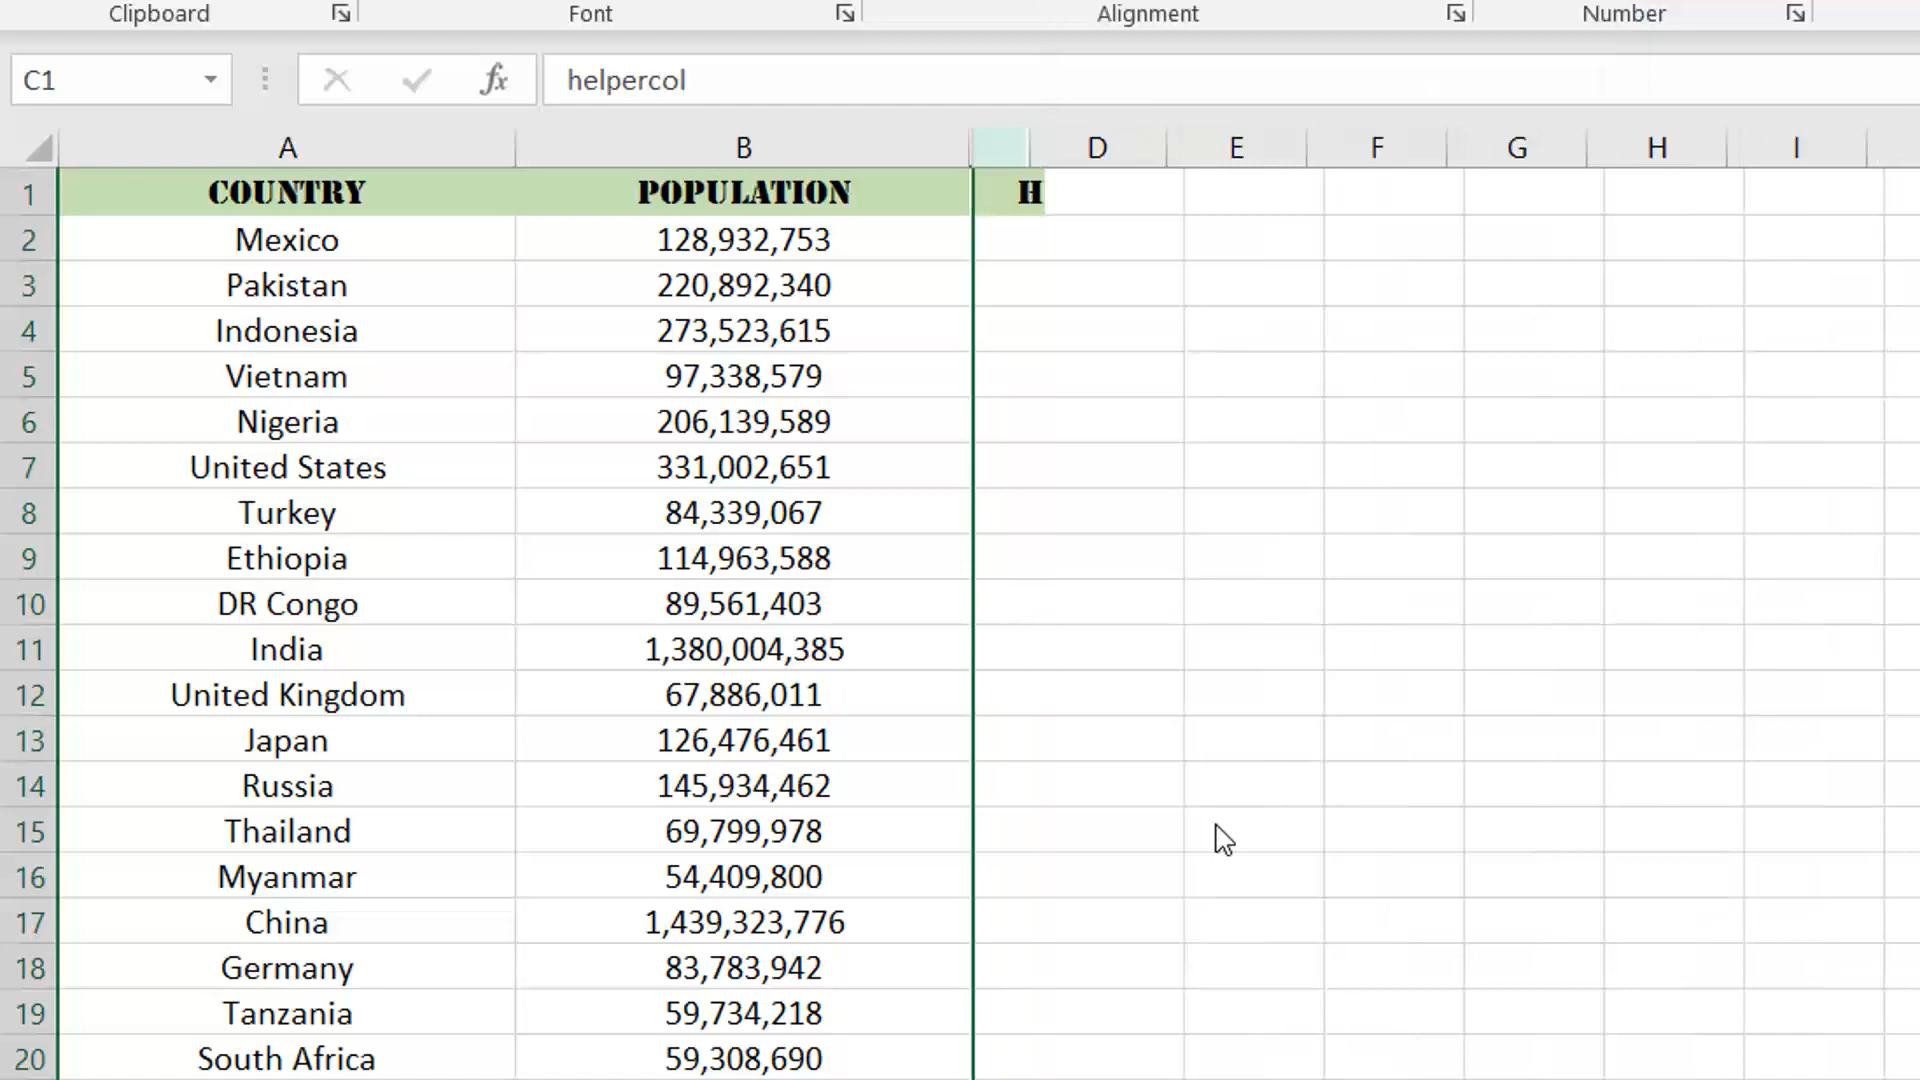 Clipboard Font Alignment Number
C1 fx helpercol
A B D E F G H I
1 COUNTRY POPULATION H
2 Mexico 128,932,753
3 Pakistan 220,892,340
4 Indonesia 273,523,615
5 Vietnam 97,338,579
6 Nigeria 206,139,589
7 United States 331,002,651
8 Turkey 84,339,067
9 Ethiopia 114,963,588
10 DR Congo 89,561,403
11 India 1,380,004,385
12 United Kingdom 67,886,011
13 Japan 126,476,461
14 Russia 145,934,462
15 Thailand 69,799,978
16 Myanmar 54,409,800
17 China 1,439,323,776
18 Germany 83,783,942
19 Tanzania 59,734,218
20 South Africa 59,308,690